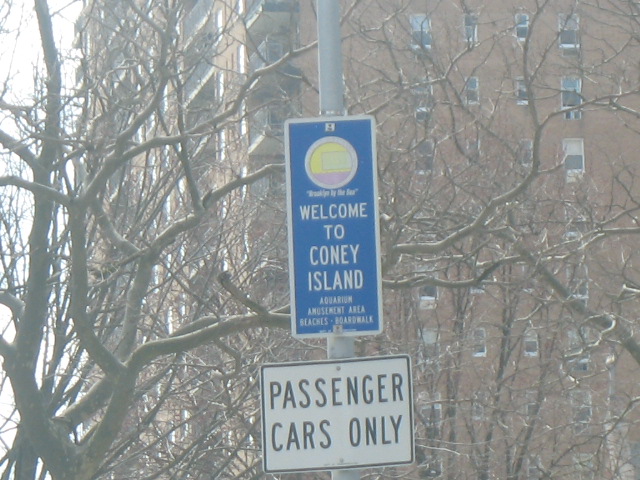 "Brooklyn by the Sea"
WELCOME
TO
CONEY
ISLAND
AQUARIUM
AMUSEMENT AREA
BEACHES - BOARDWALK
PASSENGER
CARS ONLY